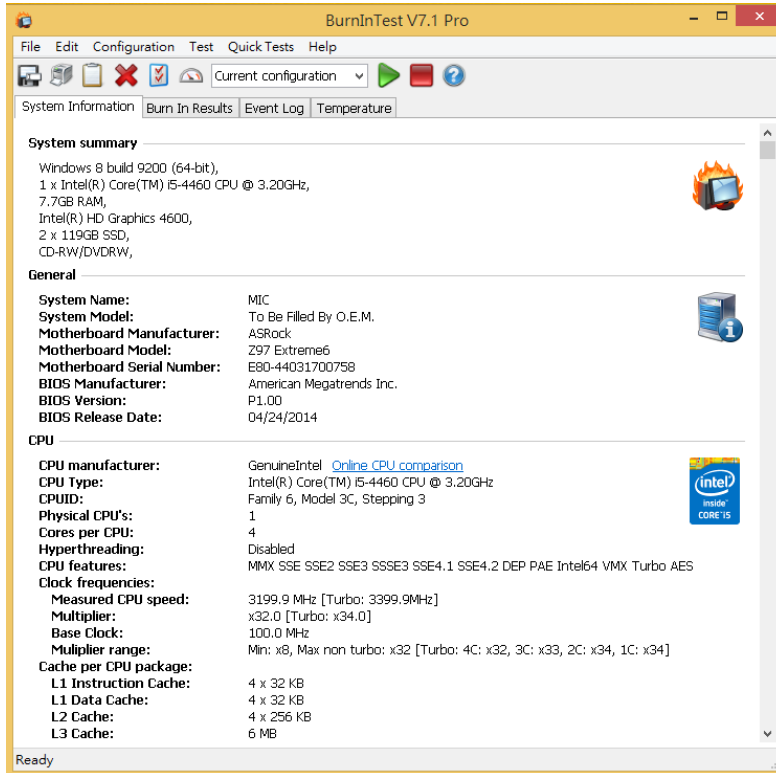 BurnInTest V7.1 Pro
File Edit Configuration Test Quick Tests Help
Current configuration
System Information Burn In Results Event Log Temperature
System summary
Windows 8 build 9200 (64-bit),
1 x Intel(R) Core(TM) i5-4460 CPU @ 3.20GHz,
7.7GB RAM,
Intel(R) HD Graphics 4600,
2 x 119GB SSD,
CD-RW/DVDRW,
General
System Name: MIC
System Model: To Be Filled By O.E.M.
Motherboard Manufacturer: ASRock
Motherboard Model: Z97 Extreme6
Motherboard Serial Number: E80-44031700758
BIOS Manufacturer: American Megatrends Inc.
BIOS Version: P1.00
BIOS Release Date: 04/24/2014
CPU
CPU manufacturer: GenuineIntel Online CPU comparison
CPU Type: Intel(R) Core(TM) i5-4460 CPU @ 3.20GHz
CPUID: Family 6, Model 3C, Stepping 3
Physical CPU's: 1
Cores per CPU: 4
Hyperthreading: Disabled
CPU features: MMX SSE SSE2 SSE3 SSSE3 SSE4.1 SSE4.2 DEP PAE Intel64 VMX Turbo AES
Clock frequencies:
Measured CPU speed: 3199.9 MHz [Turbo: 3399.9MHz]
Multiplier: x32.0 [Turbo: x34.0]
Base Clock: 100.0 MHz
Muliplier range: Min: x8, Max non turbo: x32 [Turbo: 4C: x32, 3C: x33, 2C: x34, 1C: x34]
Cache per CPU package:
L1 Instruction Cache: 4 x 32 KB
L1 Data Cache: 4 x 32 KB
L2 Cache: 4 x 256 KB
L3 Cache: 6 MB
intel
inside
CORE i5
Ready